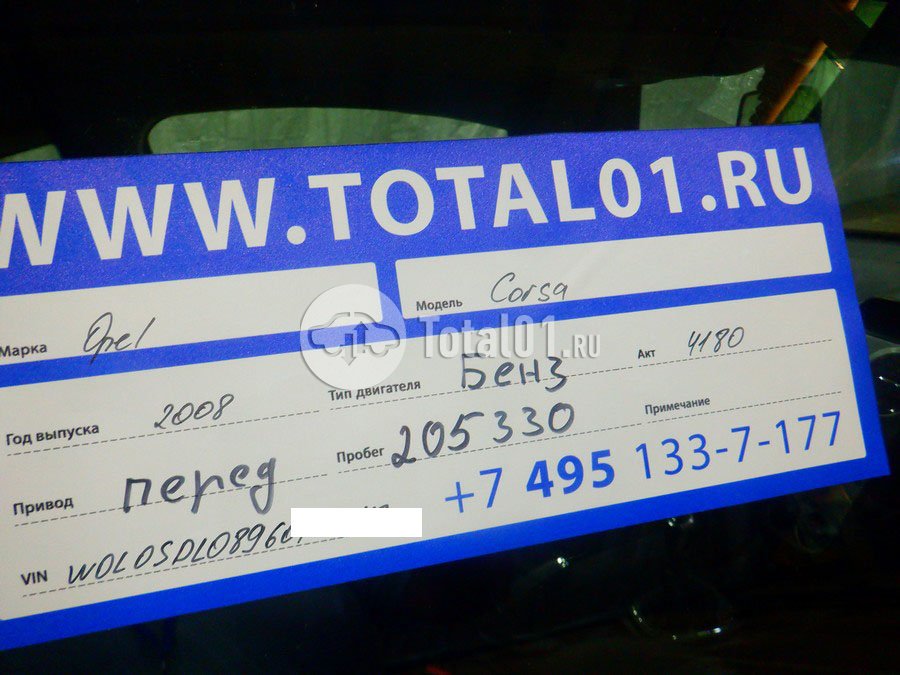 WWW.TOTAL01.RU
Марка Opel Модель Corsa
Total01.RU
Год выпуска 2008 Тип двигателя Бенз Акт 4180
Привод перед Пробег 205330 Примечание
+7 495 133-7-177
VIN